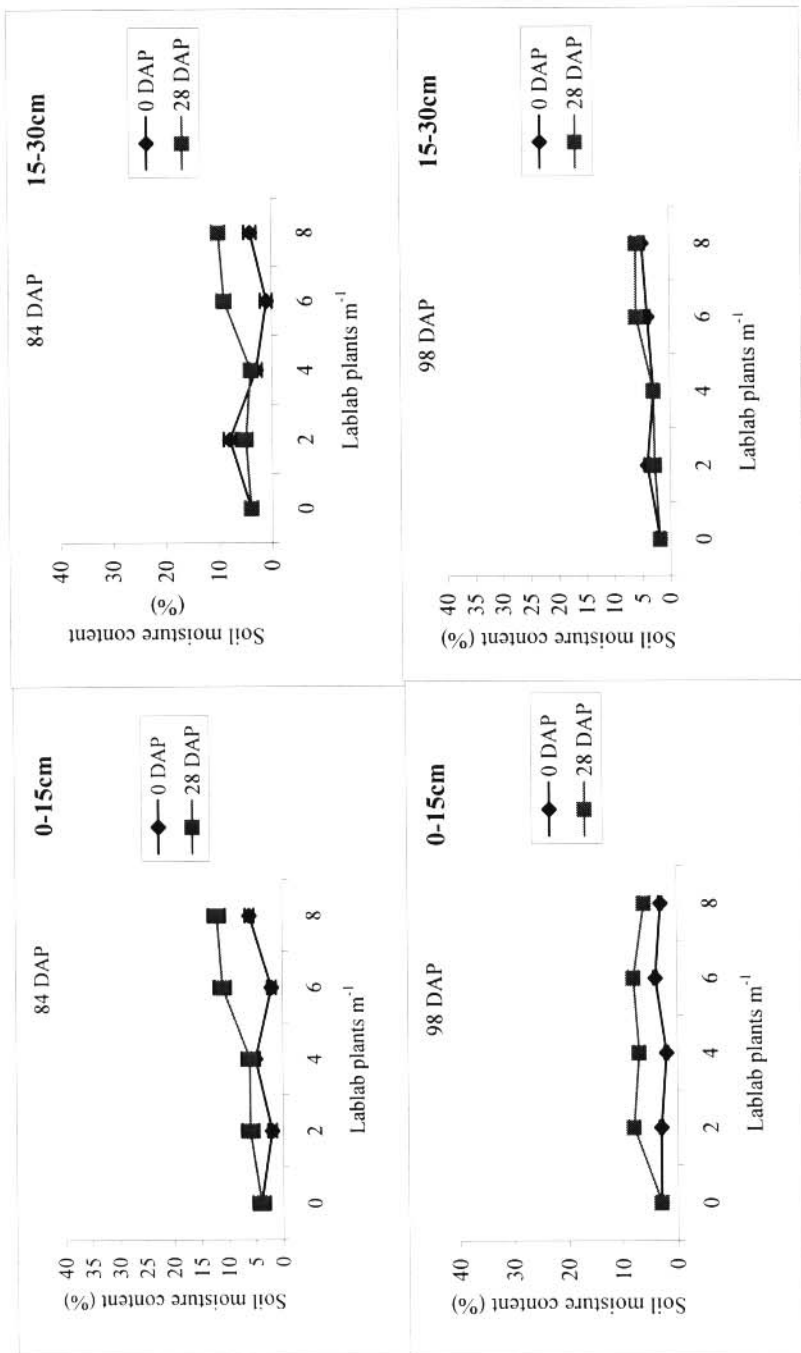 84 DAP
0-15cm
Soil moisture content (%)
40
35
30
25
20
15
10
5
0
0 2 4 6 8
Lablab plants m⁻¹
0 DAP
28 DAP
84 DAP
15-30cm
Soil moisture content
(%)
40
30
20
10
0
0 2 4 6 8
Lablab plants m⁻¹
0 DAP
28 DAP
98 DAP
0-15cm
Soil moisture content (%)
40
30
20
10
0
0 2 4 6 8
Lablab plants m⁻¹
0 DAP
28 DAP
98 DAP
15-30cm
Soil moisture content (%)
40
35
30
25
20
15
10
5
0
0 2 4 6 8
Lablab plants m⁻¹
0 DAP
28 DAP